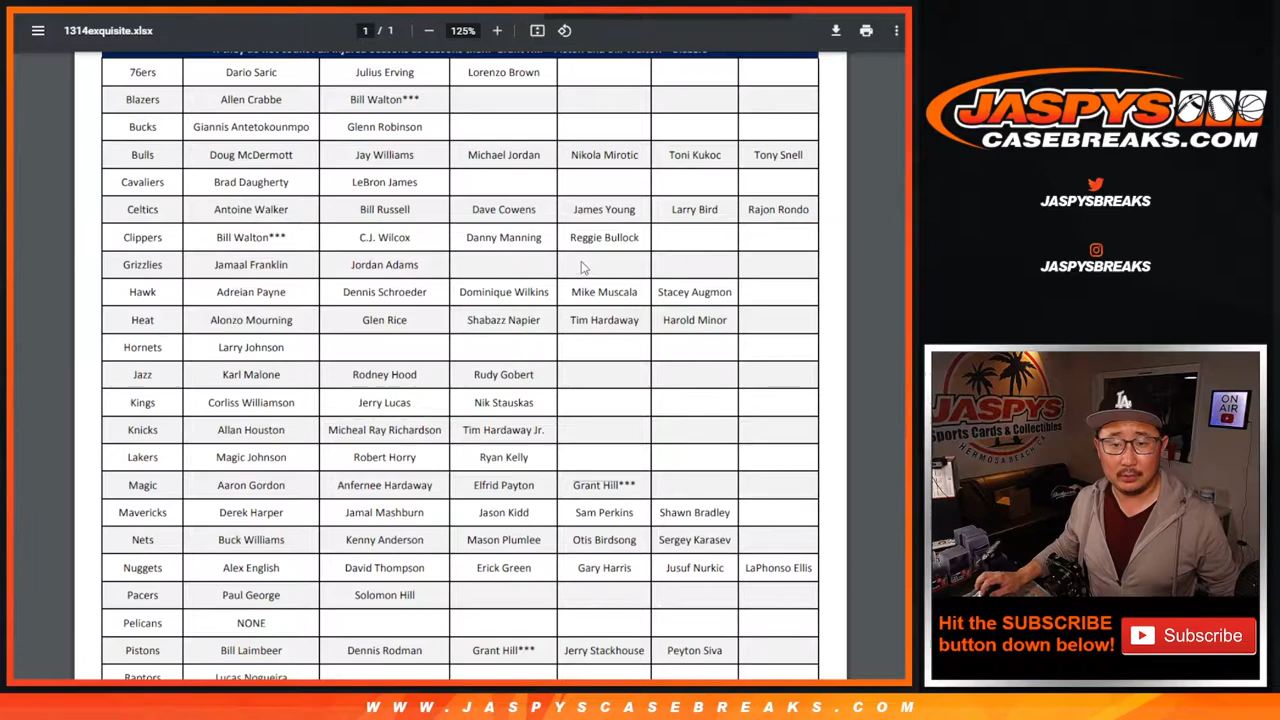 1314exquisite.xlsx
1 / 1
125%
76ers Dario Saric Julius Erving Lorenzo Brown
Blazers Allen Crabbe Bill Walton***
Bucks Giannis Antetokounmpo Glenn Robinson
Bulls Doug McDermott Jay Williams Michael Jordan Nikola Mirotic Toni Kukoc Tony Snell
Cavaliers Brad Daugherty LeBron James
Celtics Antoine Walker Bill Russell Dave Cowens James Young Larry Bird Rajon Rondo
Clippers Bill Walton*** C.J. Wilcox Danny Manning Reggie Bullock
Grizzlies Jamaal Franklin Jordan Adams
Hawk Adreian Payne Dennis Schroeder Dominique Wilkins Mike Muscala Stacey Augmon
Heat Alonzo Mourning Glen Rice Shabazz Napier Tim Hardaway Harold Minor
Hornets Larry Johnson
Jazz Karl Malone Rodney Hood Rudy Gobert
Kings Corliss Williamson Jerry Lucas Nik Stauskas
Knicks Allan Houston Micheal Ray Richardson Tim Hardaway Jr.
Lakers Magic Johnson Robert Horry Ryan Kelly
Magic Aaron Gordon Anfernee Hardaway Elfrid Payton Grant Hill***
Mavericks Derek Harper Jamal Mashburn Jason Kidd Sam Perkins Shawn Bradley
Nets Buck Williams Kenny Anderson Mason Plumlee Otis Birdsong Sergey Karasev
Nuggets Alex English David Thompson Erick Green Gary Harris Jusuf Nurkic LaPhonso Ellis
Pacers Paul George Solomon Hill
Pelicans NONE
Pistons Bill Laimbeer Dennis Rodman Grant Hill*** Jerry Stackhouse Peyton Siva
Raptors Lucas Nogueira
JASPYS
CASEBREAKS.COM
JASPYSBREAKS
JASPYSBREAKS
JASPYS
Sports Cards & Collectibles
HERMOSA BEACH, CA
ON
AIR
LA
Hit the SUBSCRIBE
button down below!
Subscribe
WWW.JASPYSCASEBREAKS.COM